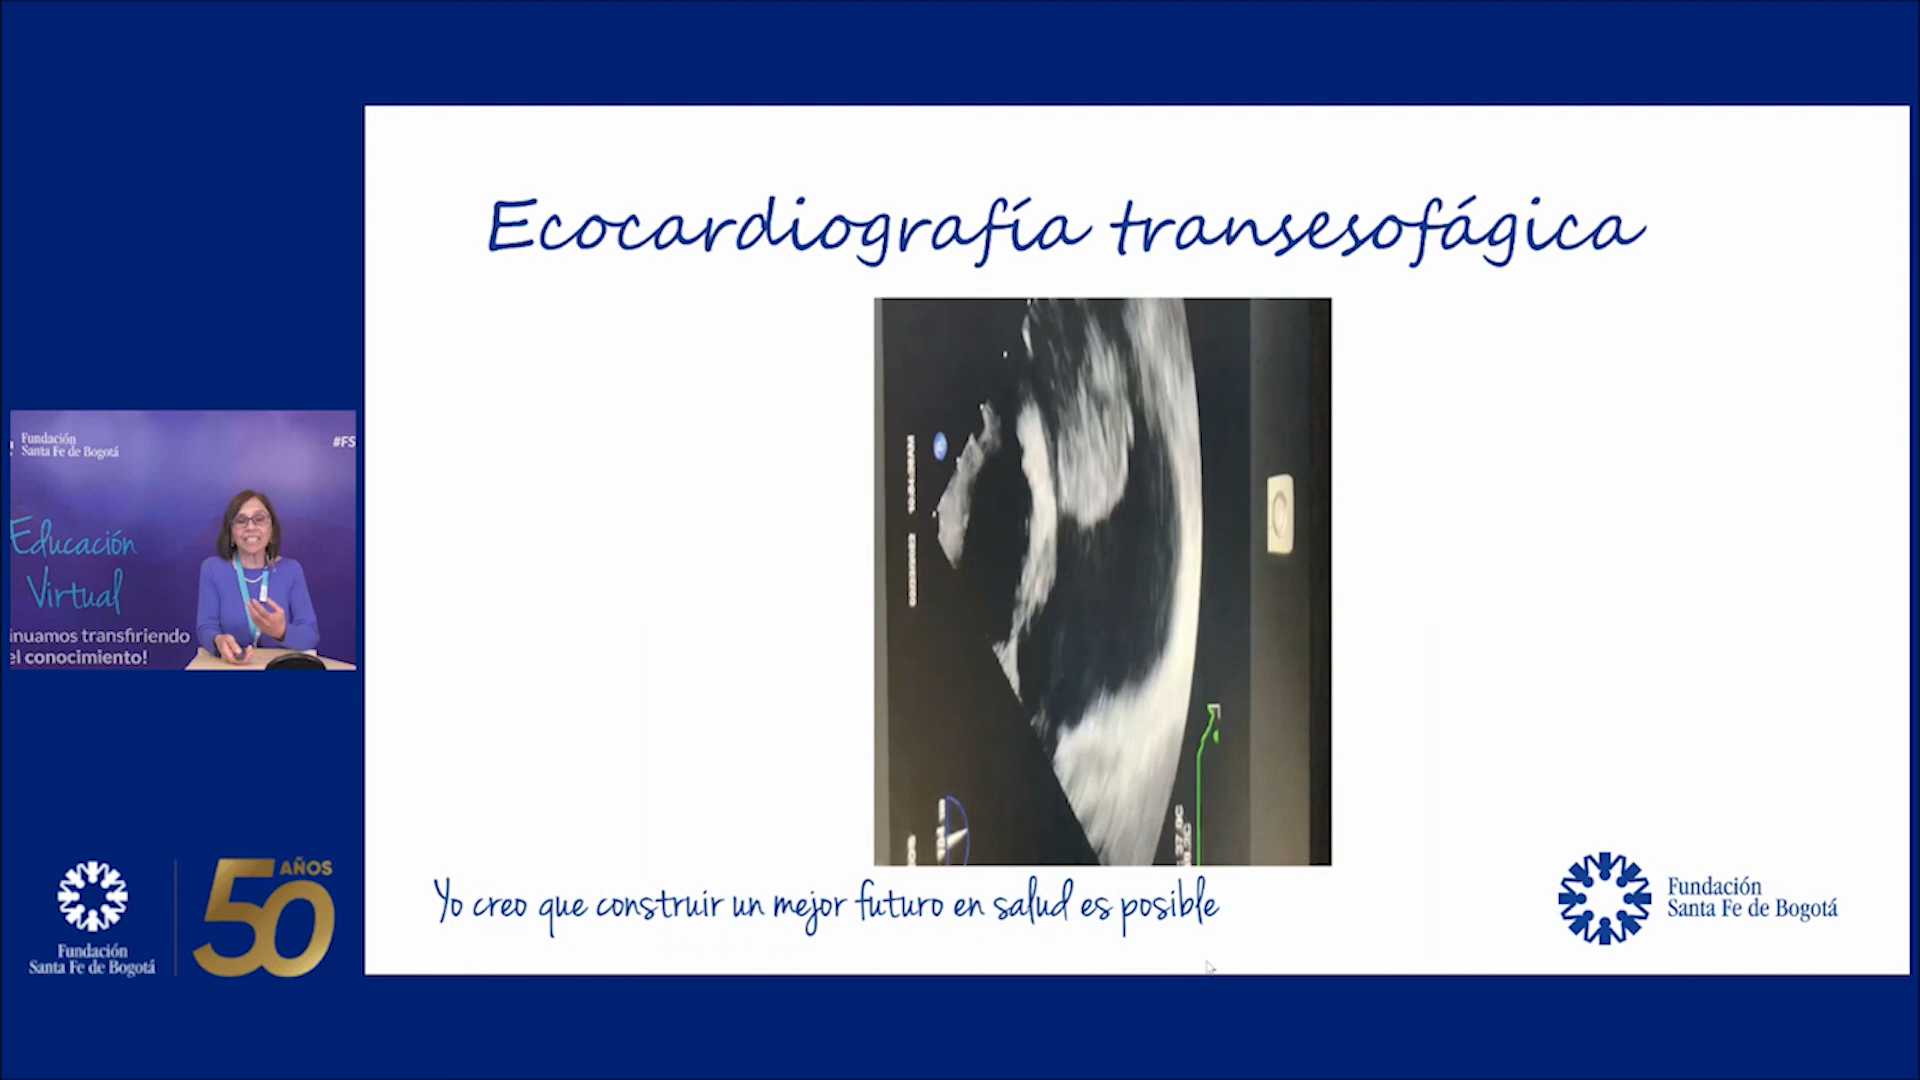 Ecocardiografía transesofágica
Fundación
Santa Fe de Bogotá
#FS
Educación
Virtual
inuamos transfiriendo
el conocimiento!
Fundación
Santa Fe de Bogotá
50 AÑOS
Yo creo que construir un mejor futuro en salud es posible
Fundación
Santa Fe de Bogotá